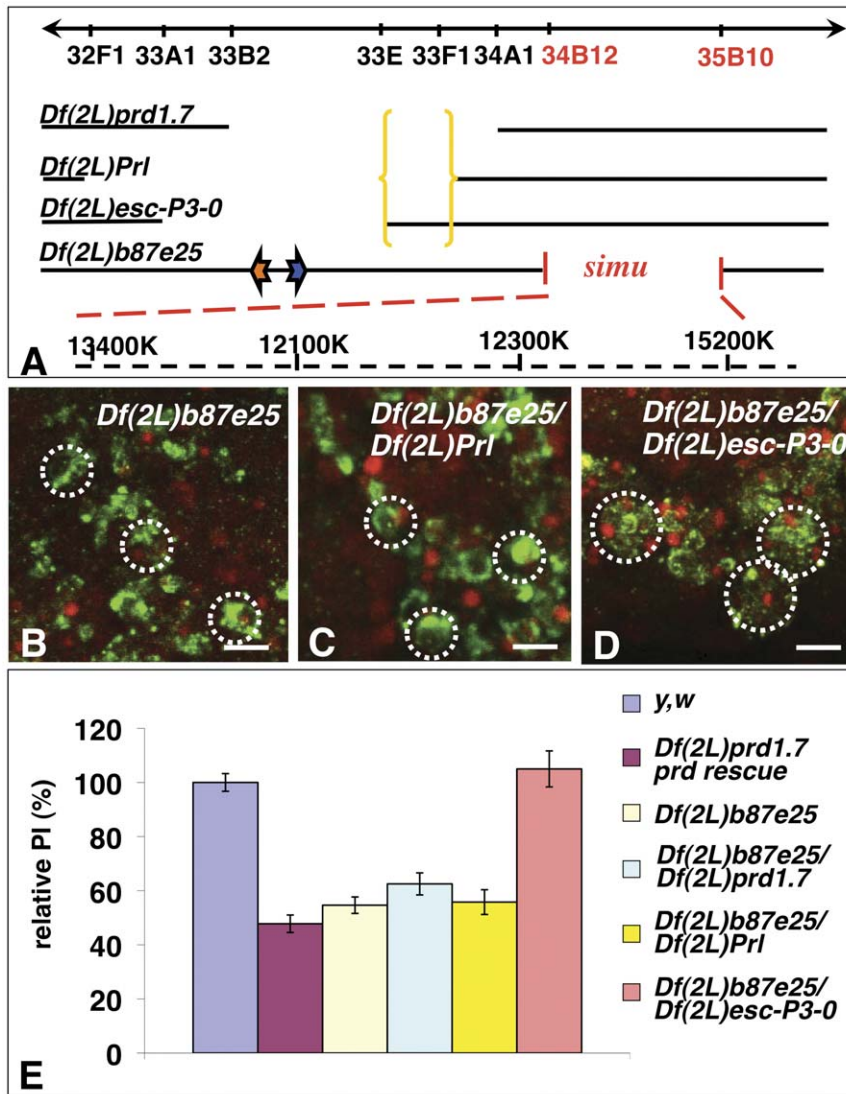 32F1 33A1 33B2 33E 33F1 34A1 34B12 35B10
Df(2L)prd1.7
Df(2L)Prl
Df(2L)esc-P3-0
Df(2L)b87e25
simu
13400K 12100K 12300K 15200K
A
Df(2L)b87e25
B
Df(2L)b87e25/
Df(2L)Prl
C
Df(2L)b87e25/
Df(2L)esc-P3-0
D
relative PI (%)
120
100
80
60
40
20
0
y,w
Df(2L)prd1.7
prd rescue
Df(2L)b87e25
Df(2L)b87e25/
Df(2L)prd1.7
Df(2L)b87e25/
Df(2L)Prl
Df(2L)b87e25/
Df(2L)esc-P3-0
E